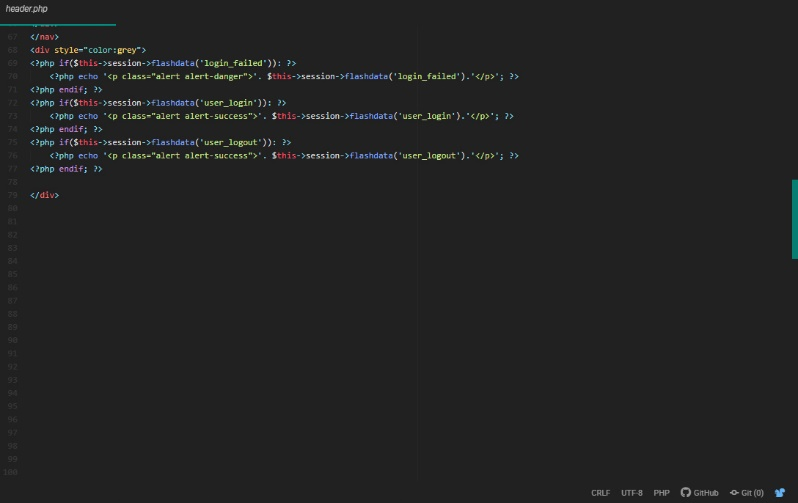 header.php
67 </nav>
68 <div style="color:grey">
69 <?php if($this->session->flashdata('login_failed')): ?>
70 <?php echo '<p class="alert alert-danger">'. $this->session->flashdata('login_failed').'</p>'; ?>
71 <?php endif; ?>
72 <?php if($this->session->flashdata('user_login')): ?>
73 <?php echo '<p class="alert alert-success">'. $this->session->flashdata('user_login').'</p>'; ?>
74 <?php endif; ?>
75 <?php if($this->session->flashdata('user_logout')): ?>
76 <?php echo '<p class="alert alert-success">'. $this->session->flashdata('user_logout').'</p>'; ?>
77 <?php endif; ?>
78
79 </div>
80
81
82
83
84
85
86
87
88
89
90
91
92
93
94
95
96
97
98
99
100
CRLF UTF-8 PHP GitHub Git (0)